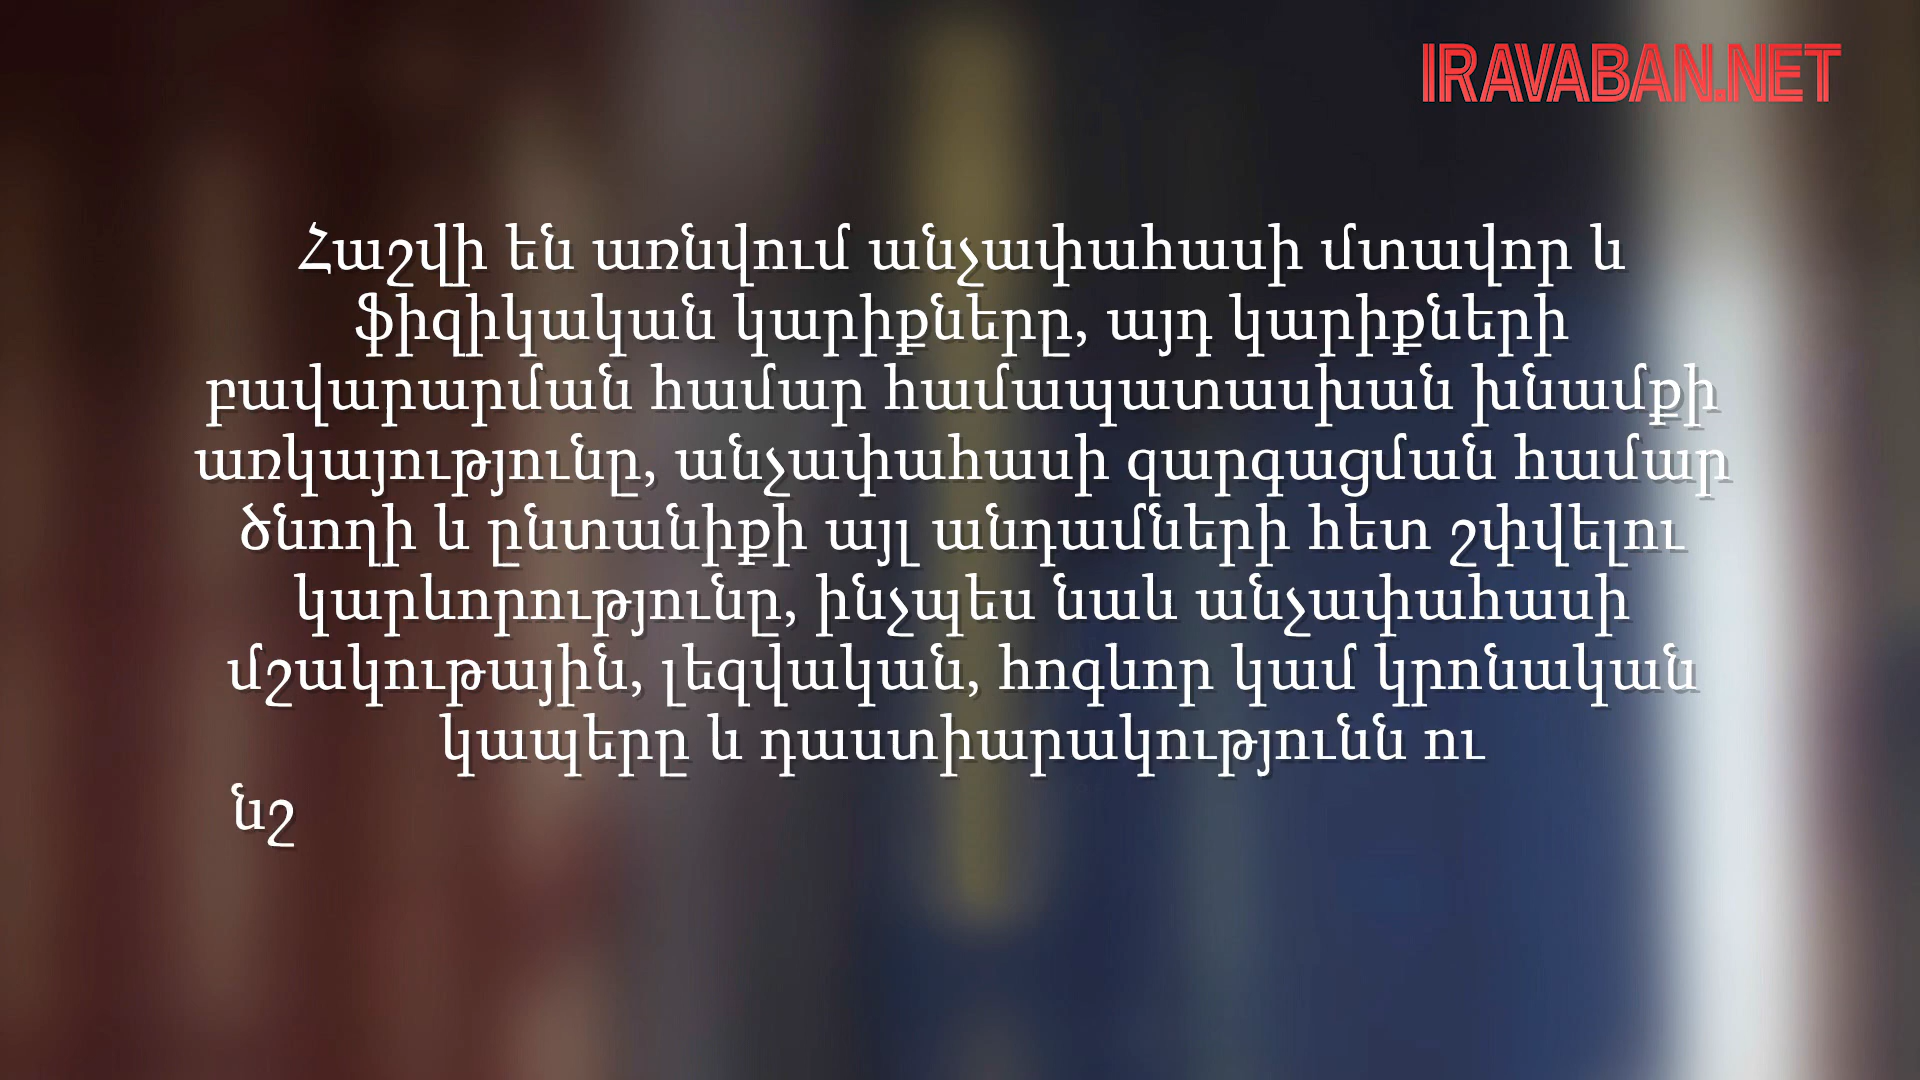 IRAVABAN.NET
Հաշվի են առնվում անչափահասի մտավոր և
ֆիզիկական կարիքները, այդ կարիքների
բավարարման համար համապատասխան խնամքի
առկայությունը, անչափահասի զարգացման համար
ծնողի և ընտանիքի այլ անդամների հետ շփվելու
կարևորությունը, ինչպես նաև անչափահասի
մշակութային, լեզվական, հոգևոր կամ կրոնական
կապերը և դաստիարակությունն ու
նշ